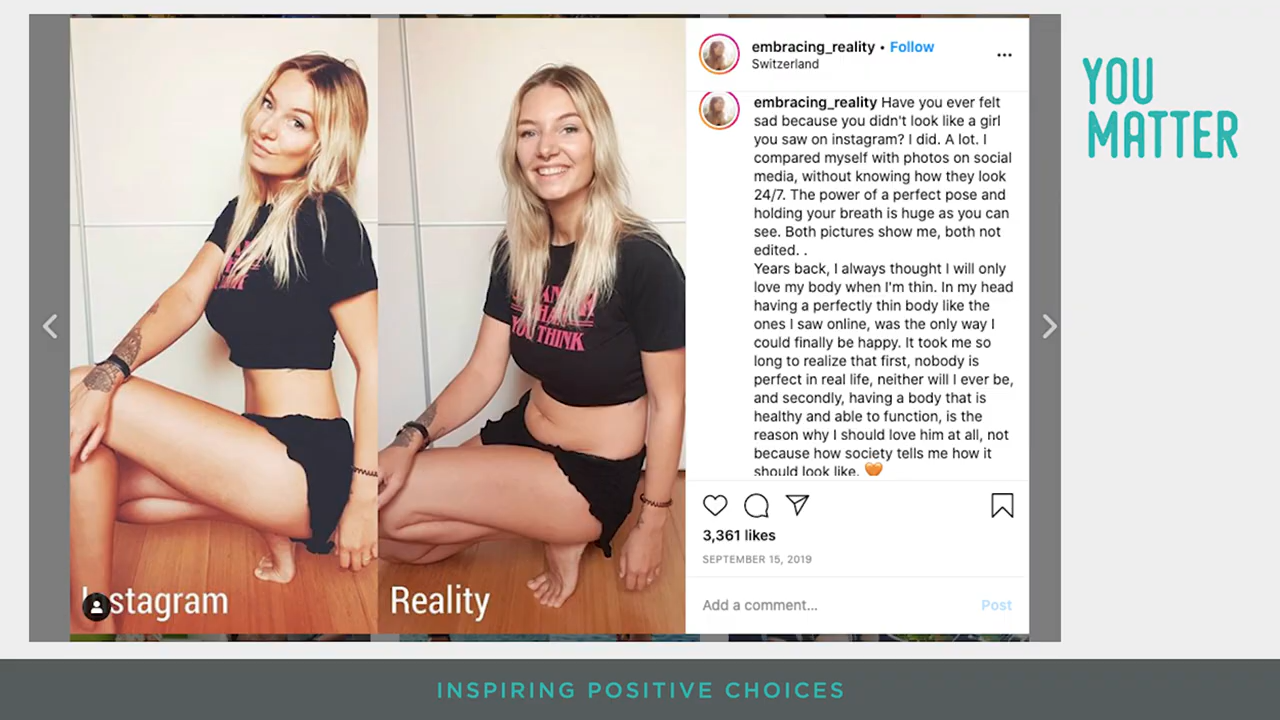 YOU
MATTER
embracing_reality • Follow
Switzerland
embracing_reality Have you ever felt
sad because you didn't look like a girl
you saw on instagram? I did. A lot. I
compared myself with photos on social
media, without knowing how they look
24/7. The power of a perfect pose and
holding your breath is huge as you can
see. Both pictures show me, both not
edited. .
Years back, I always thought I will only
love my body when I'm thin. In my head
having a perfectly thin body like the
ones I saw online, was the only way I
could finally be happy. It took me so
long to realize that first, nobody is
perfect in real life, neither will I ever be,
and secondly, having a body that is
healthy and able to function, is the
reason why I should love him at all, not
because how society tells me how it
should look like. 🧡
3,361 likes
SEPTEMBER 15, 2019
Add a comment... Post
YOU THINK
Instagram
Reality
INSPIRING POSITIVE CHOICES